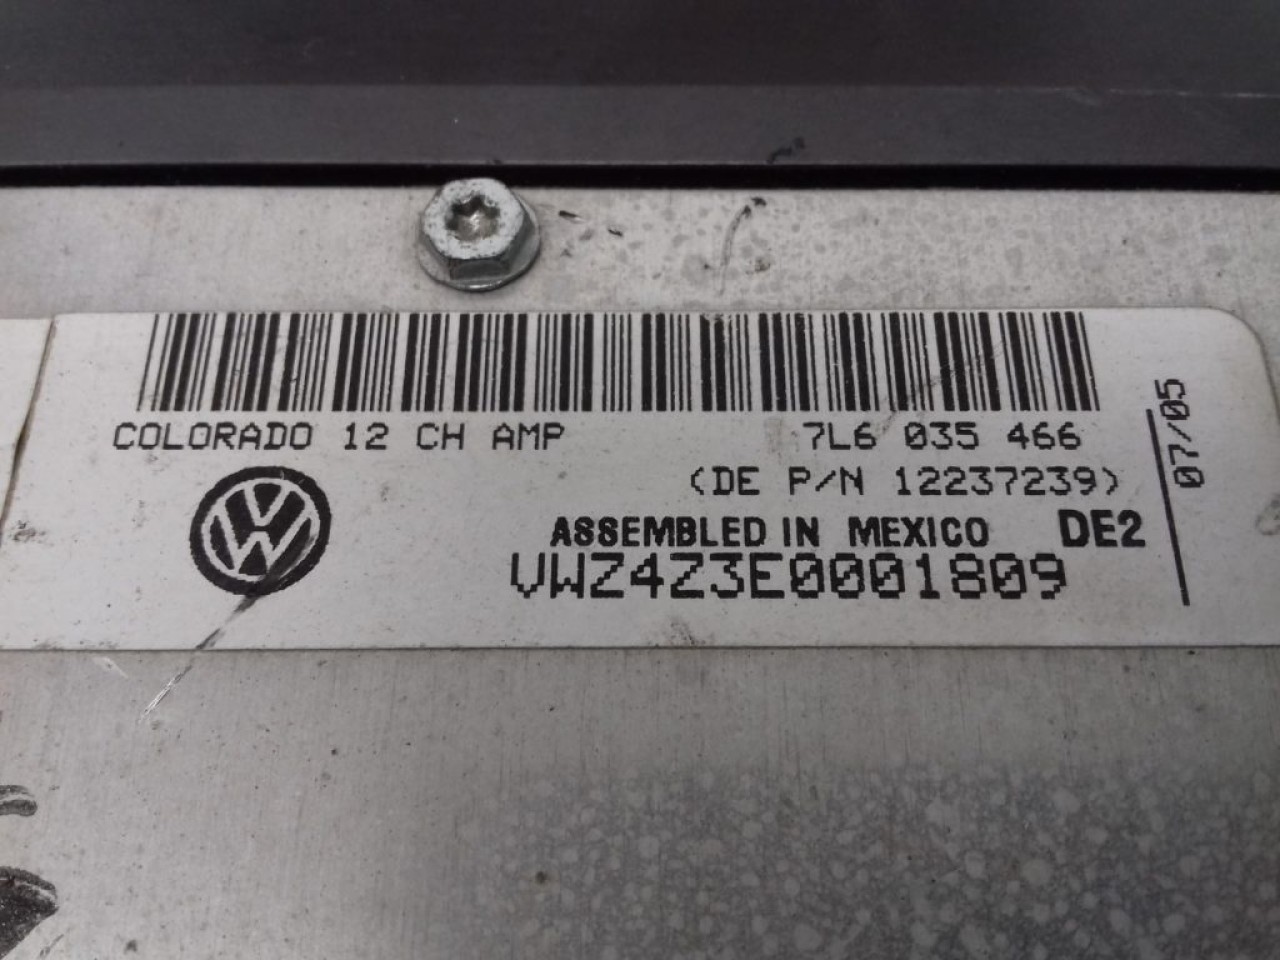 COLORADO 12 CH AMP 7L6 035 466
(DE P/N 12237239)
ASSEMBLED IN MEXICO DE2
VWZ4Z3E0001809
07/05